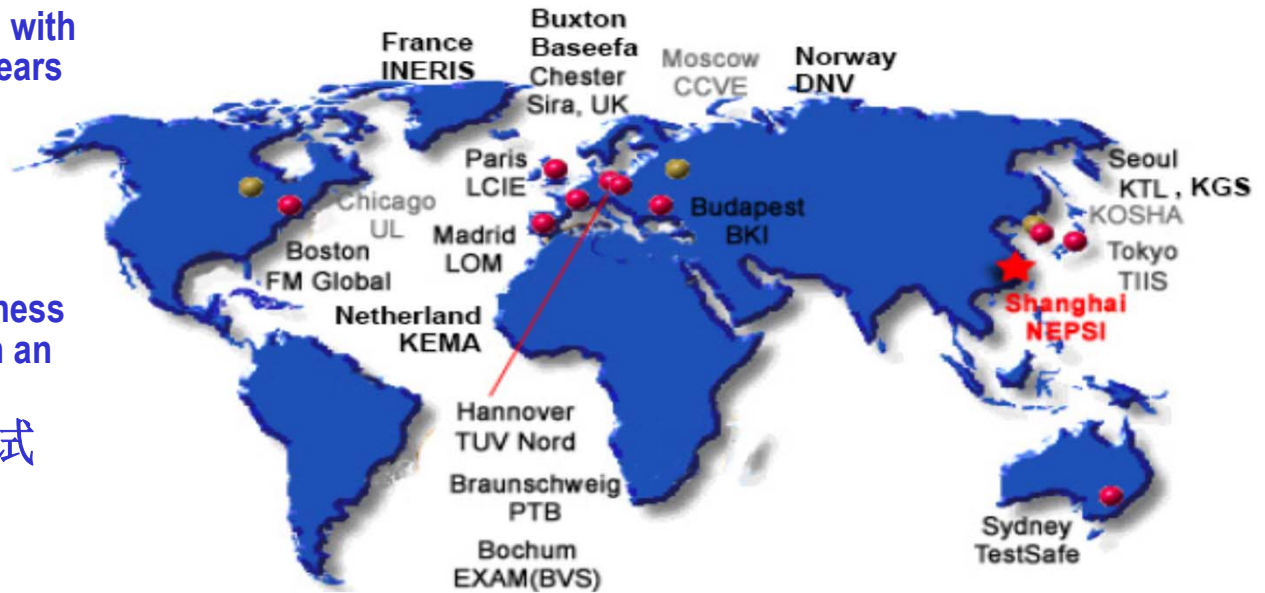 with
ears
ness
n an
式
France
INERIS
Buxton
Baseefa
Chester
Sira, UK
Moscow
CCVE
Norway
DNV
Paris
LCIE
Chicago
UL
Boston
FM Global
Madrid
LOM
Netherland
KEMA
Budapest
BKI
Seoul
KTL , KGS
KOSHA
Tokyo
TIIS
Shanghai
NEPSI
Hannover
TUV Nord
Braunschweig
PTB
Bochum
EXAM(BVS)
Sydney
TestSafe